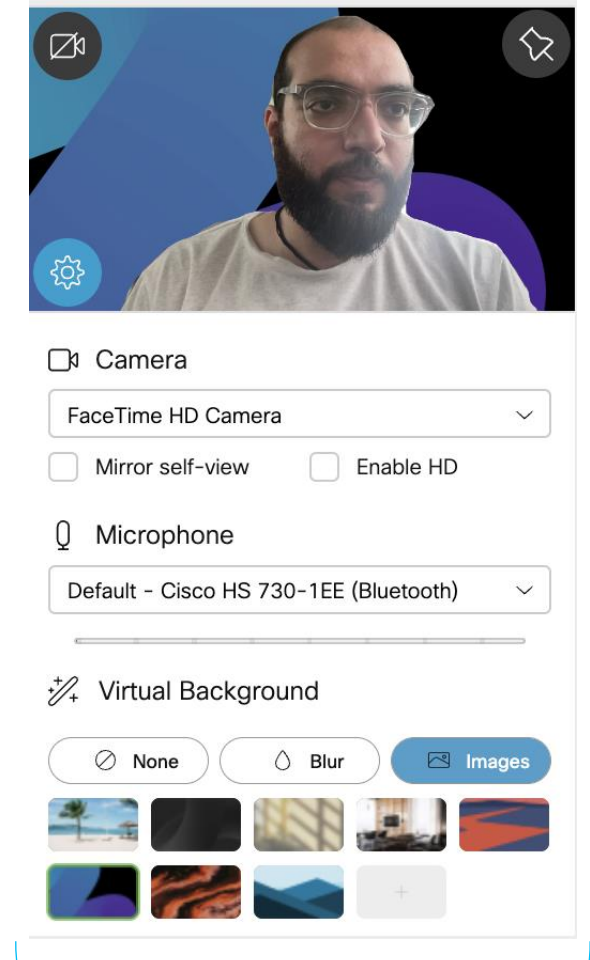 Camera
FaceTime HD Camera
Mirror self-view Enable HD
Microphone
Default - Cisco HS 730-1EE (Bluetooth)
Virtual Background
None Blur Images